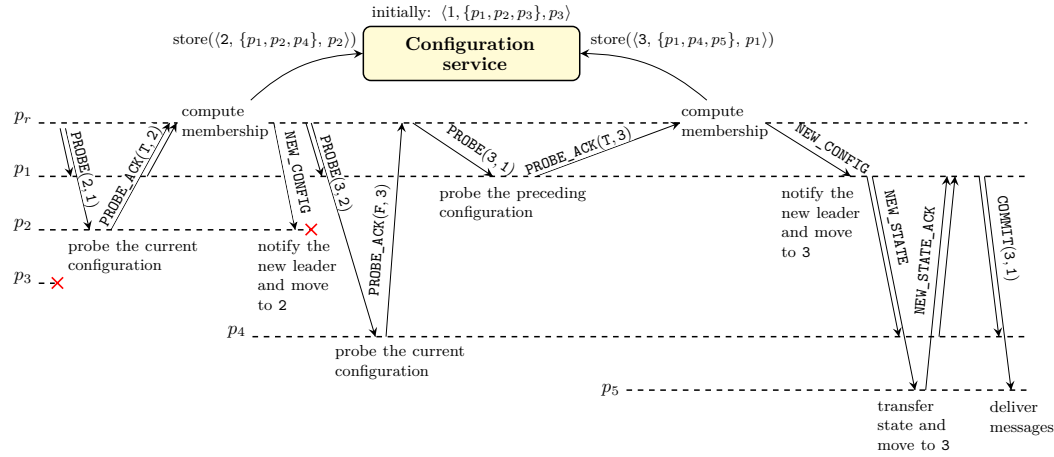 initially: ⟨1, {p₁, p₂, p₃}, p₃⟩
store(⟨2, {p₁, p₂, p₄}, p₂⟩)
Configuration
service
store(⟨3, {p₁, p₄, p₅}, p₁⟩)
pᵣ
compute
membership
compute
membership
PROBE(2, 1)
PROBE_ACK(T, 2)
NEW_CONFIG
PROBE(3, 2)
PROBE_ACK(F, 3)
PROBE(3, 1)
PROBE_ACK(T, 3)
NEW_CONFIG
p₁
probe the preceding
configuration
notify the
new leader
and move
to 3
NEW_STATE
NEW_STATE_ACK
COMMIT(3, 1)
p₂
probe the current
configuration
notify the
new leader
and move
to 2
p₃
p₄
probe the current
configuration
p₅
transfer
state and
move to 3
deliver
messages